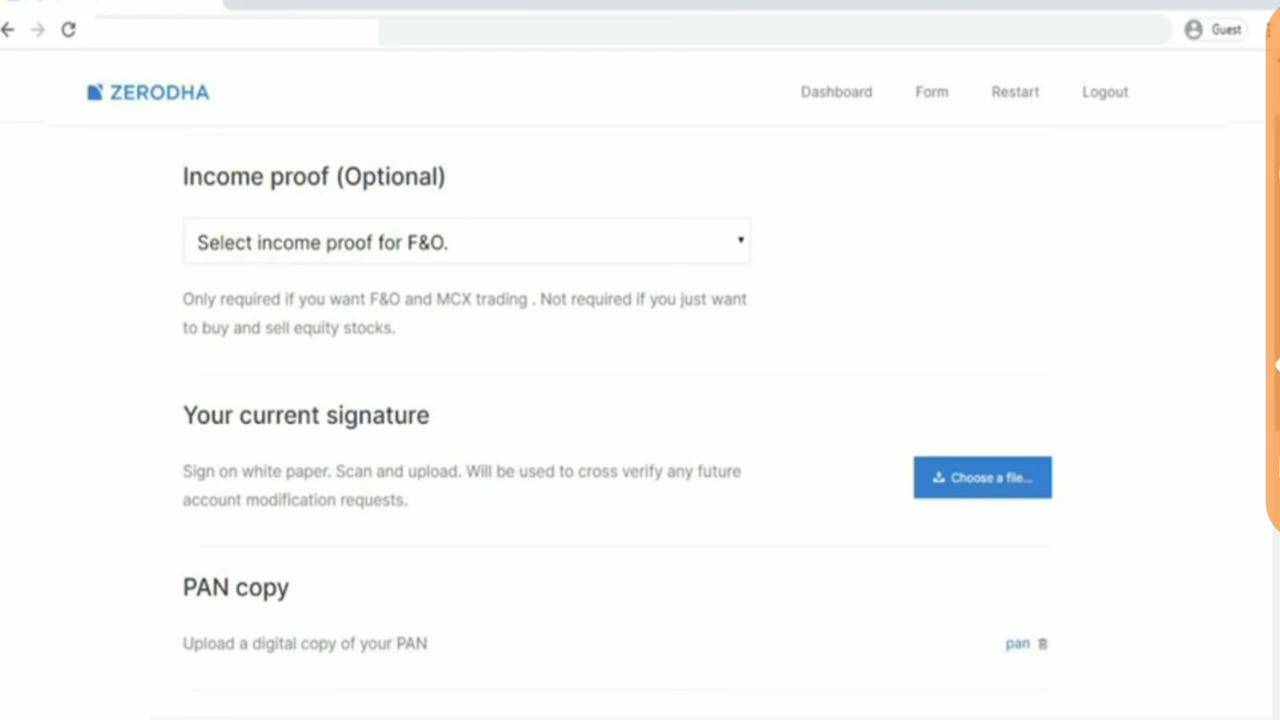 Guest
ZERODHA
Dashboard Form Restart Logout
Income proof (Optional)
Select income proof for F&O.
Only required if you want F&O and MCX trading . Not required if you just want
to buy and sell equity stocks.
Your current signature
Sign on white paper. Scan and upload. Will be used to cross verify any future
account modification requests.
Choose a file...
PAN copy
Upload a digital copy of your PAN
pan